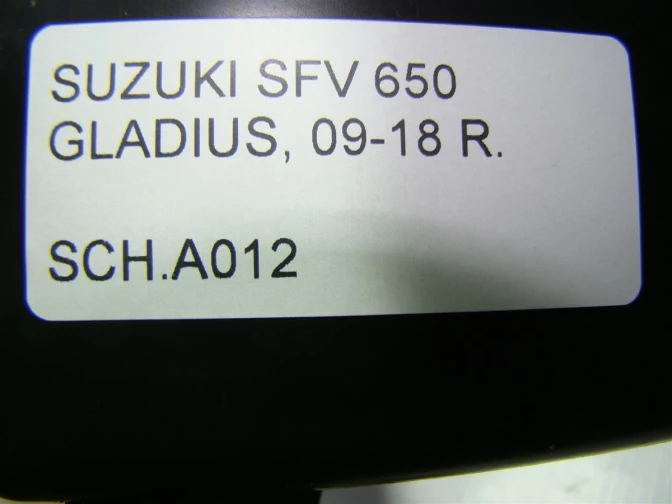 SUZUKI SFV 650
GLADIUS, 09-18 R.
SCH.A012